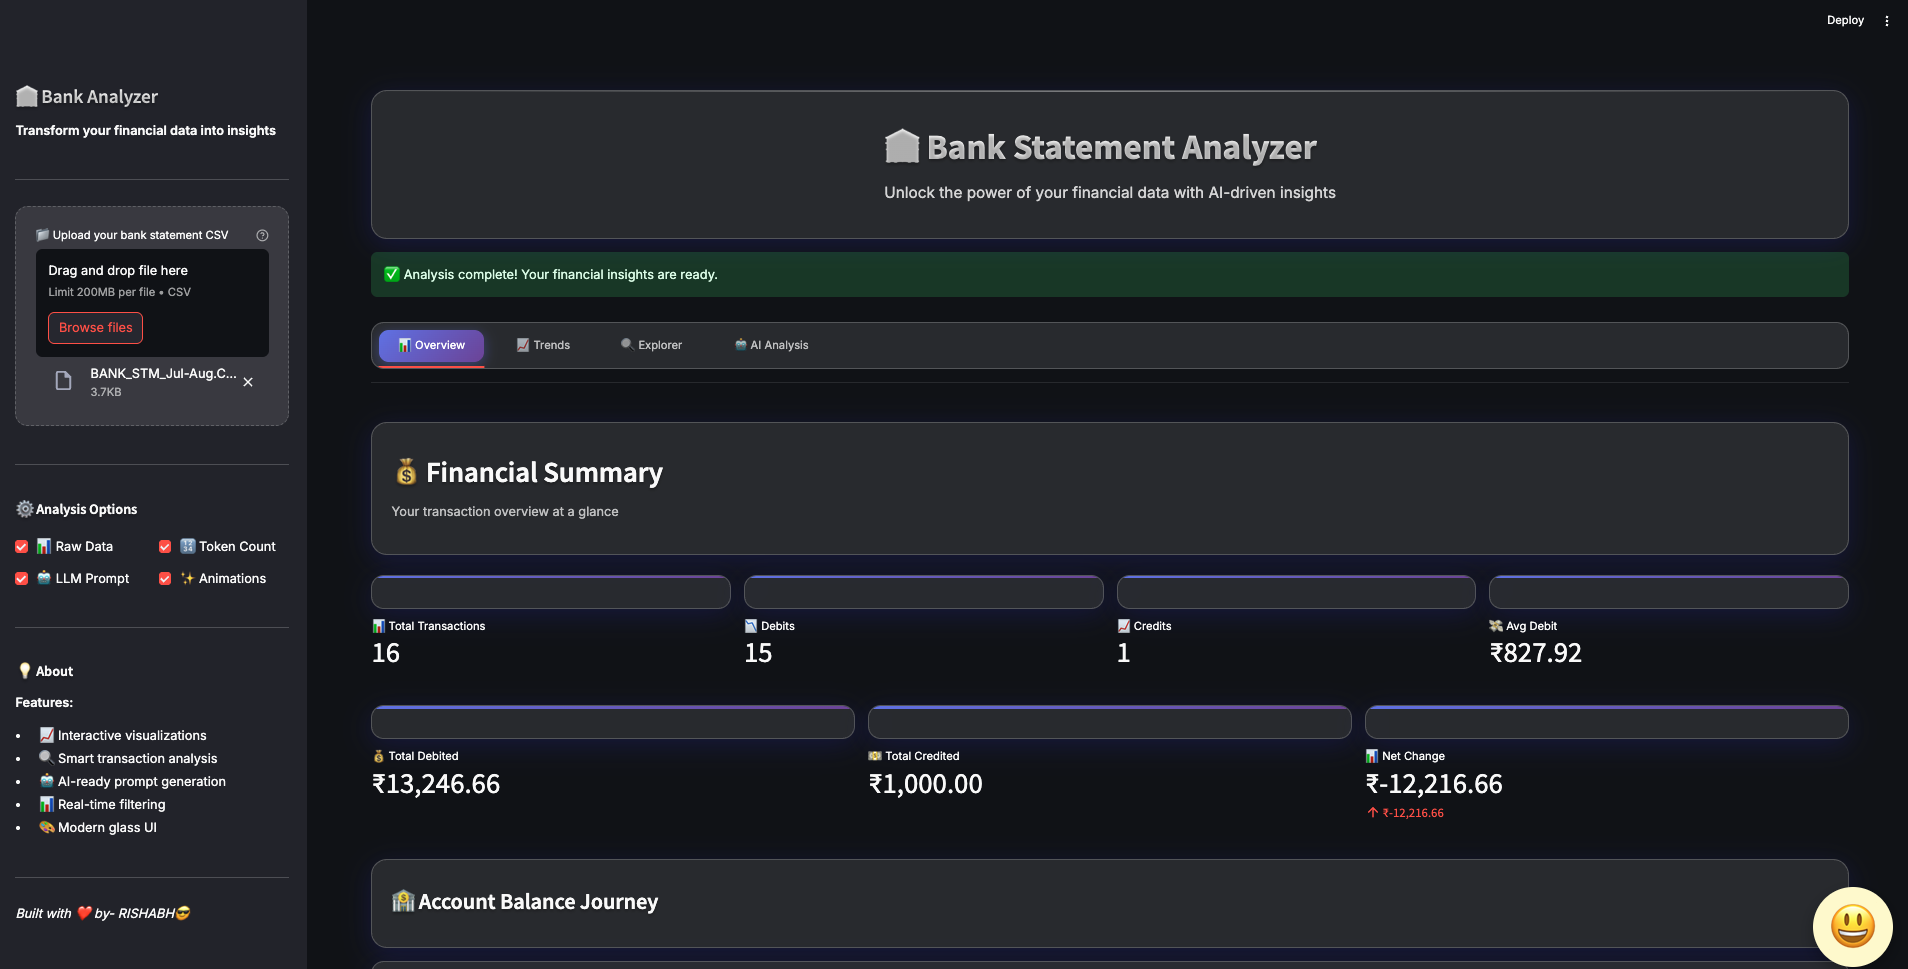 Deploy
Bank Analyzer
Transform your financial data into insights
Upload your bank statement CSV
Drag and drop file here
Limit 200MB per file • CSV
Browse files
BANK_STM_Jul-Aug.C...
3.7KB
Analysis Options
Raw Data
Token Count
LLM Prompt
Animations
About
Features:
• Interactive visualizations
• Smart transaction analysis
• AI-ready prompt generation
• Real-time filtering
• Modern glass UI
Built with ❤️ by- RISHABH😎
Bank Statement Analyzer
Unlock the power of your financial data with AI-driven insights
Analysis complete! Your financial insights are ready.
Overview
Trends
Explorer
AI Analysis
Financial Summary
Your transaction overview at a glance
Total Transactions
16
Debits
15
Credits
1
Avg Debit
₹827.92
Total Debited
₹13,246.66
Total Credited
₹1,000.00
Net Change
₹-12,216.66
↑ ₹-12,216.66
Account Balance Journey